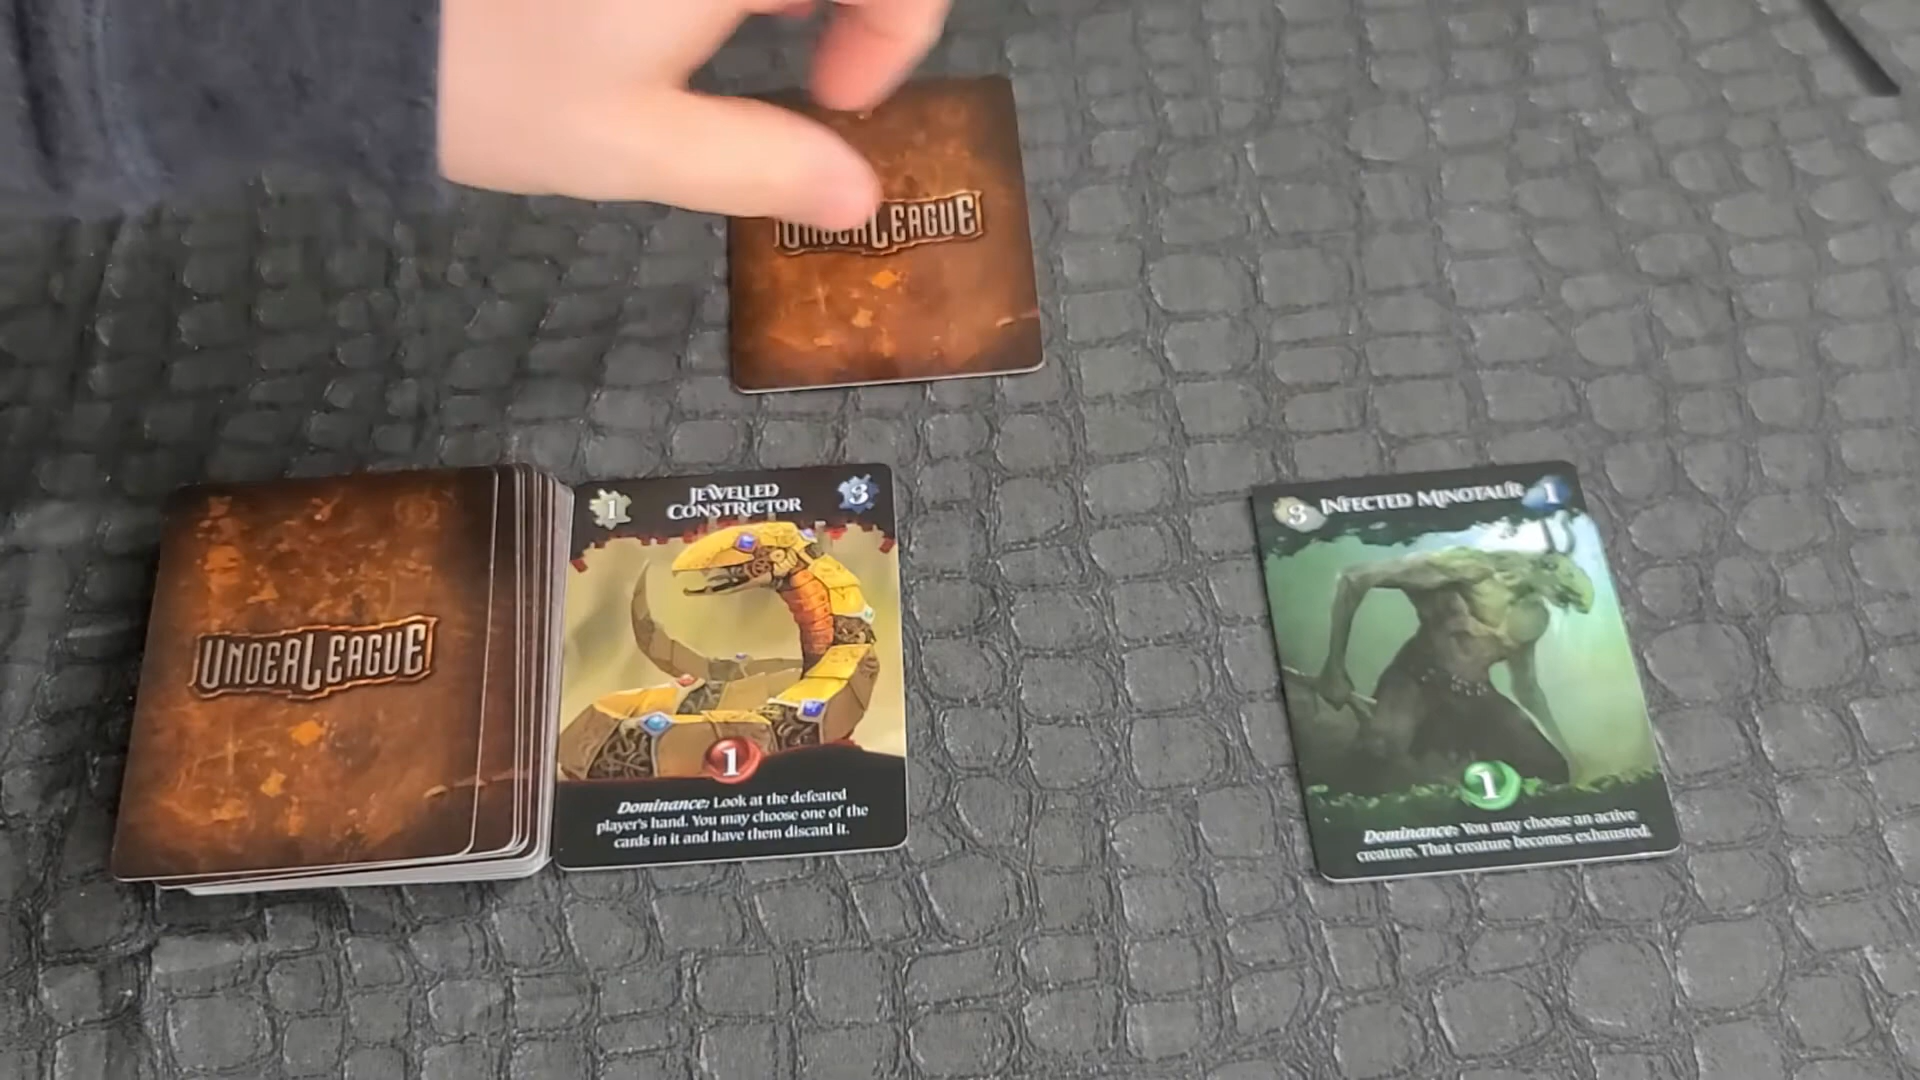 UNDERLEAGUE
UNDERLEAGUE
1
JEWELLED
CONSTRICTOR
3
1
Dominance: Look at the defeated
player's hand. You may choose one of the
cards in it and have them discard it.
3
INFECTED MINOTAUR
1
1
Dominance: You may choose an active
creature. That creature becomes exhausted.